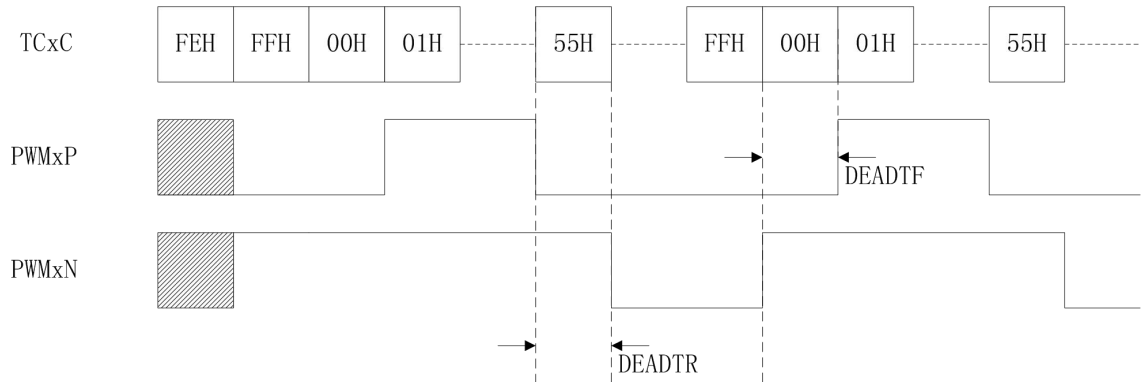 TCxC FEH FFH 00H 01H 55H FFH 00H 01H 55H
PWMxP
DEADTF
PWMxN
DEADTR